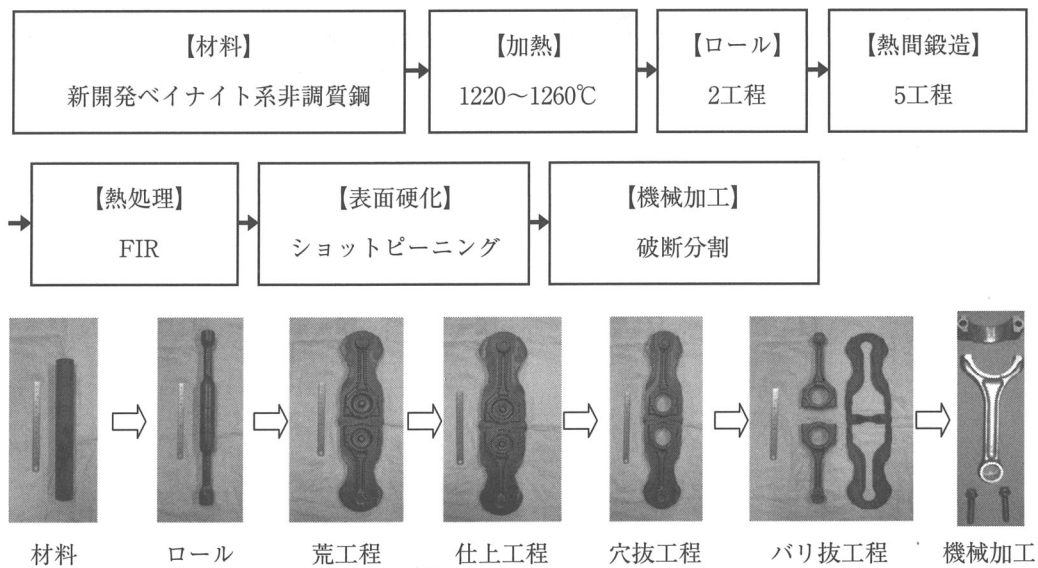 【材料】
新開発ベイナイト系非調質鋼
【加熱】
1220～1260℃
【ロール】
2工程
【熱間鍛造】
5工程
【熱処理】
FIR
【表面硬化】
ショットピーニング
【機械加工】
破断分割
材料
ロール
荒工程
仕上工程
穴抜工程
バリ抜工程
機械加工